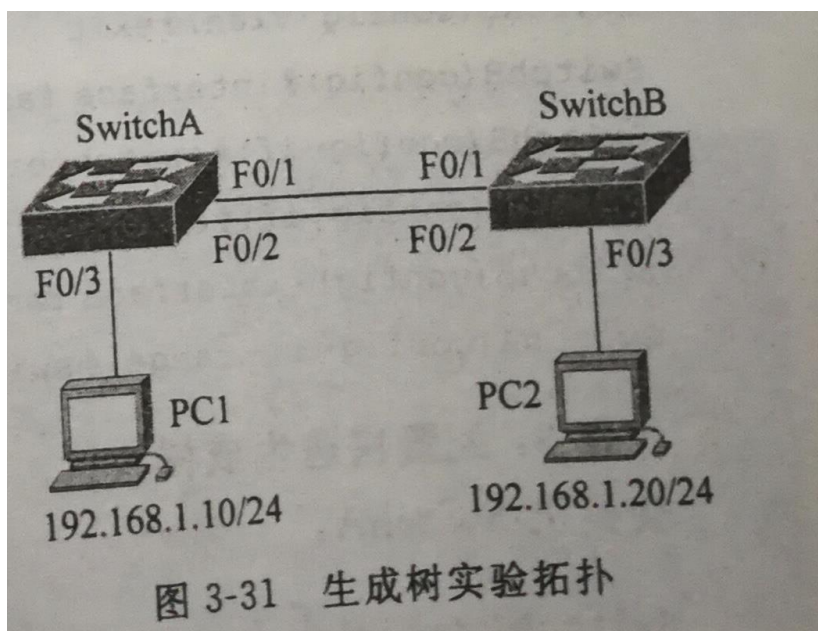 SwitchA
SwitchB
F0/1
F0/1
F0/2
F0/2
F0/3
F0/3
PC1
PC2
192.168.1.10/24
192.168.1.20/24
图 3-31 生成树实验拓扑